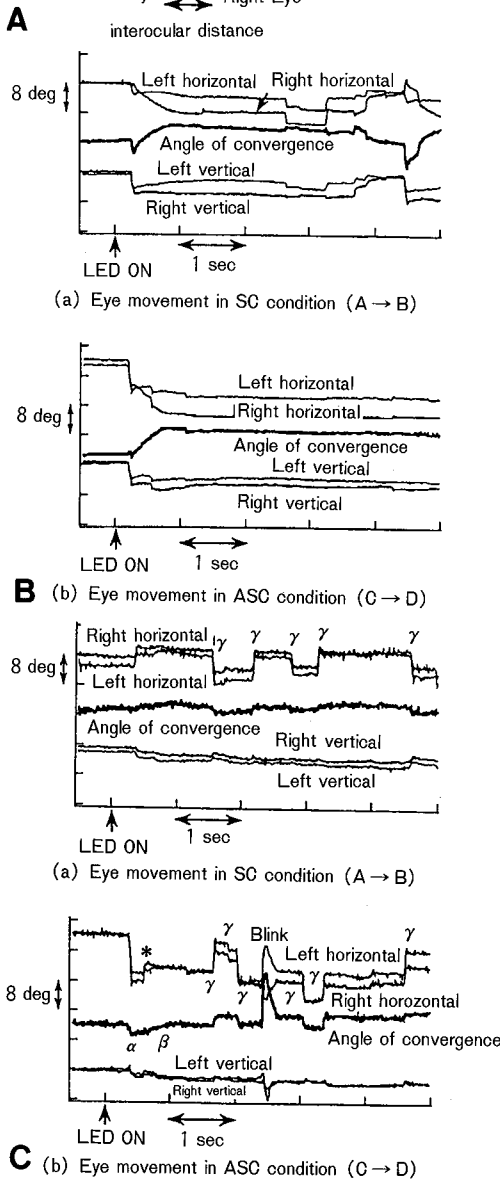 Right Eye
A
interocular distance
Left horizontal
Right horizontal
8 deg
Angle of convergence
Left vertical
Right vertical
LED ON
1 sec
(a) Eye movement in SC condition (A → B)
Left horizontal
8 deg
Right horizontal
Angle of convergence
Left vertical
Right vertical
LED ON
1 sec
B (b) Eye movement in ASC condition (C → D)
Right horizontal
γ γ γ γ γ
8 deg
Left horizontal
Angle of convergence
Right vertical
Left vertical
LED ON
1 sec
(a) Eye movement in SC condition (A → B)
γ Blink γ
* Left horizontal
γ γ γ γ
8 deg
Right horozontal
Angle of convergence
α β
Left vertical
Right vertical
LED ON
1 sec
C (b) Eye movement in ASC condition (C → D)